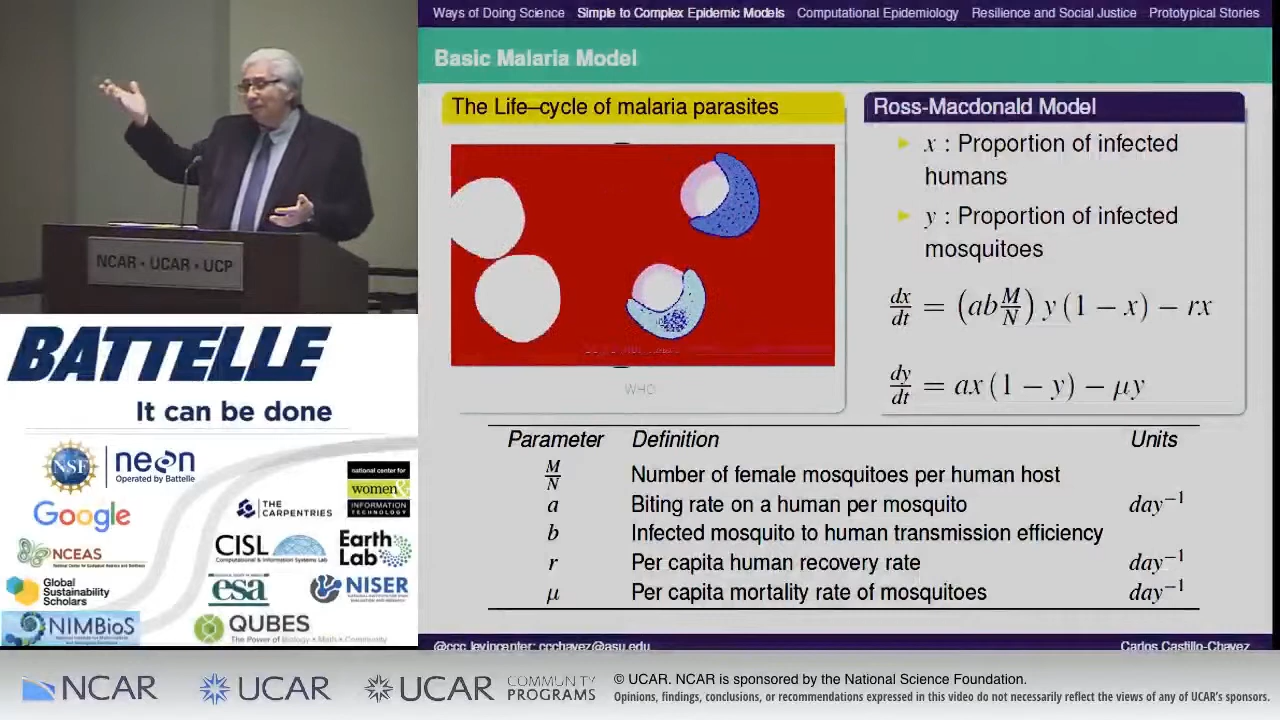 Ways of Doing Science Simple to Complex Epidemic Models Computational Epidemiology Resilience and Social Justice Prototypical Stories
Basic Malaria Model
The Life–cycle of malaria parasites
WHO
Ross-Macdonald Model
x : Proportion of infected
humans
y : Proportion of infected
mosquitoes
dx/dt = (ab M/N) y (1 − x) − rx
dy/dt = ax (1 − y) − μy
Parameter Definition Units
M/N Number of female mosquitoes per human host
a Biting rate on a human per mosquito day⁻¹
b Infected mosquito to human transmission efficiency
r Per capita human recovery rate day⁻¹
μ Per capita mortality rate of mosquitoes day⁻¹
@ccc_levincenter; ccchavez@asu.edu Carlos Castillo-Chavez
NCAR • UCAR • UCP
BATTELLE
It can be done
NSF
neon
Operated by Battelle
national center for
women &
INFORMATION
TECHNOLOGY
Google
THE
CARPENTRIES
NCEAS
CISL
Computational & Information Systems Lab
Earth
Lab
Global
Sustainability
Scholars
esa
NISER
NIMBioS
QUBES
The Power of Biology • Math • Community
NCAR
UCAR
UCAR
COMMUNITY
PROGRAMS
© UCAR. NCAR is sponsored by the National Science Foundation.
Opinions, findings, conclusions, or recommendations expressed in this video do not necessarily reflect the views of any of UCAR's sponsors.